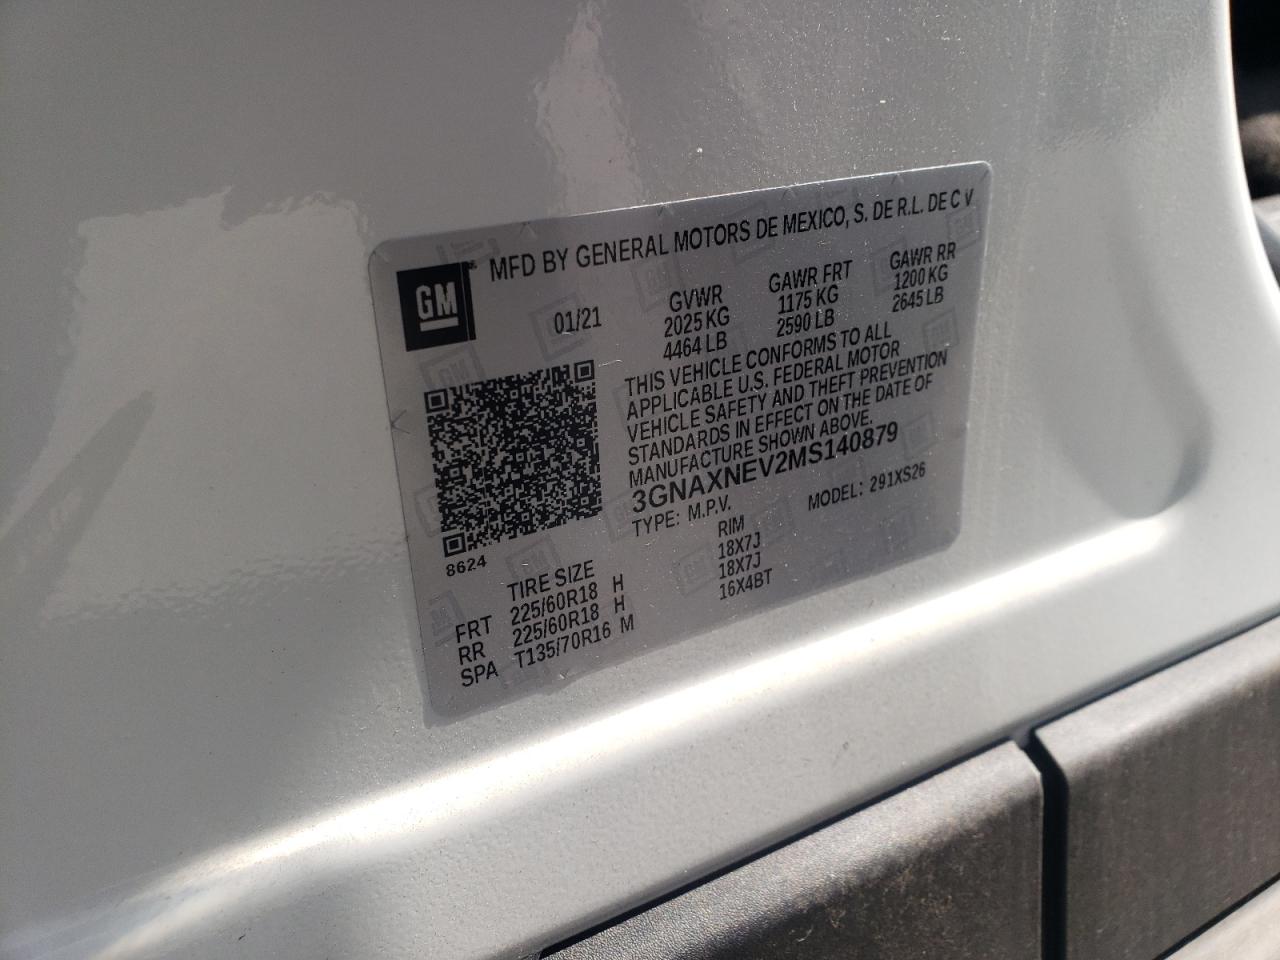 MFD BY GENERAL MOTORS DE MEXICO, S. DE R.L. DE C V
GM
01/21
GVWR GAWR FRT GAWR RR
2025 KG 1175 KG 1200 KG
4464 LB 2590 LB 2645 LB
THIS VEHICLE CONFORMS TO ALL
APPLICABLE U.S. FEDERAL MOTOR
VEHICLE SAFETY AND THEFT PREVENTION
STANDARDS IN EFFECT ON THE DATE OF
MANUFACTURE SHOWN ABOVE.
3GNAXNEV2MS140879
TYPE: M.P.V. MODEL: 291XS26
8624
TIRE SIZE RIM
FRT 225/60R18 H 18X7J
RR 225/60R18 H 18X7J
SPA T135/70R16 M 16X4BT